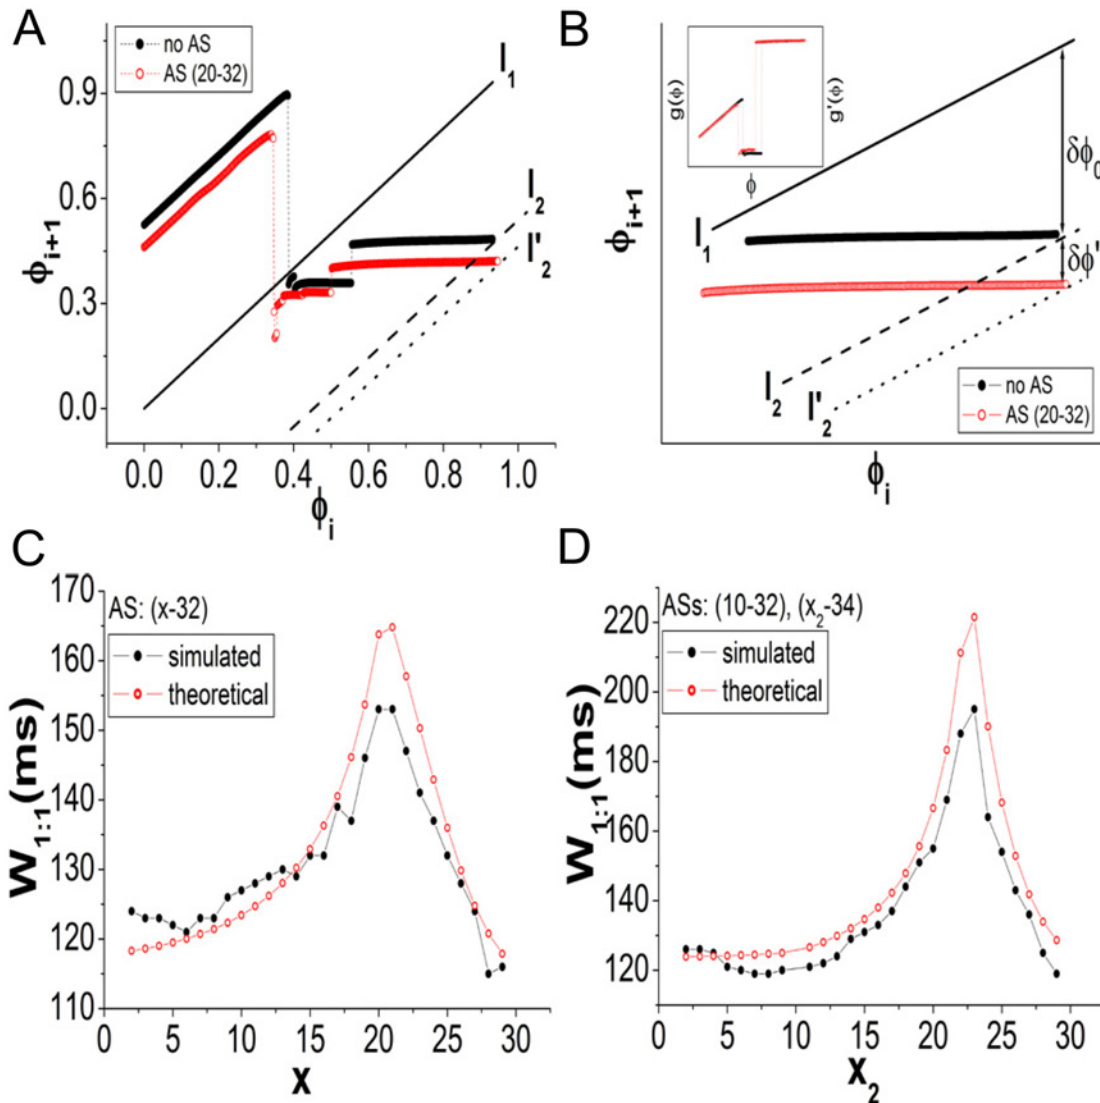 A
no AS
AS (20-32)
l₁
l₂
l'₂
ϕᵢ₊₁
0.9
0.6
0.3
0.0
0.0 0.2 0.4 0.6 0.8 1.0
ϕᵢ
B
g(ϕ)
g'(ϕ)
ϕ
l₁
δϕ₀
δϕ'
l₂
l'₂
no AS
AS (20-32)
ϕᵢ₊₁
ϕᵢ
C
AS: (x-32)
simulated
theoretical
W₁:₁(ms)
170
160
150
140
130
120
110
0 5 10 15 20 25 30
X
D
ASs: (10-32), (x₂-34)
simulated
theoretical
W₁:₁(ms)
220
200
180
160
140
120
0 5 10 15 20 25 30
X₂